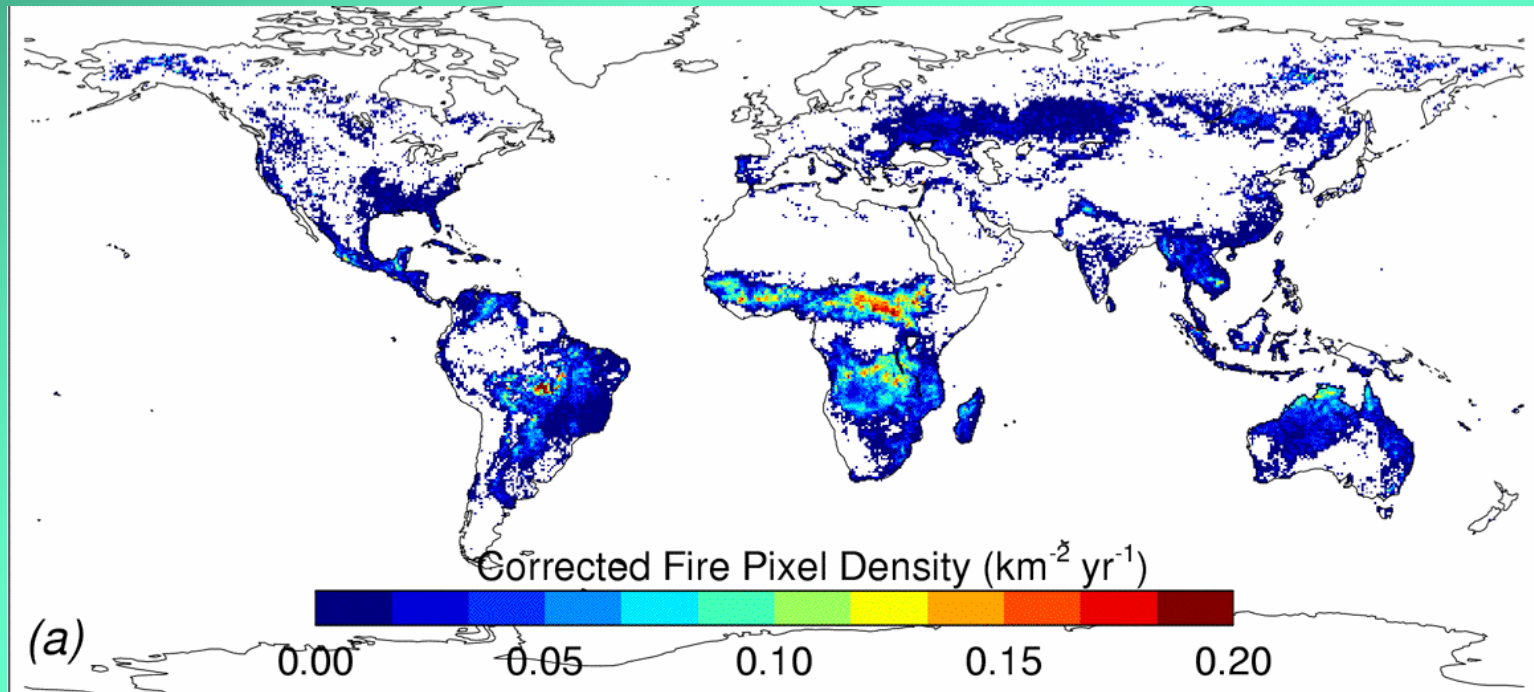 Corrected Fire Pixel Density (km⁻² yr⁻¹)
(a)
0.00 0.05 0.10 0.15 0.20